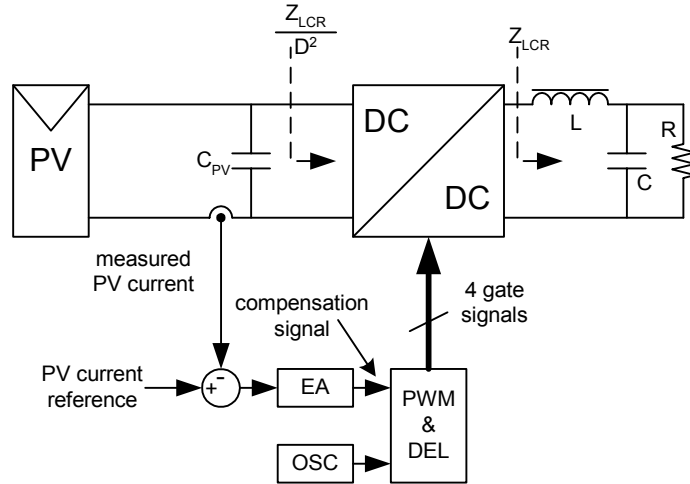 Z_LCR
D²
Z_LCR
PV
C_PV
DC
DC
L
C
R
measured
PV current
compensation
signal
4 gate
signals
PV current
reference
+
-
EA
PWM
&
DEL
OSC